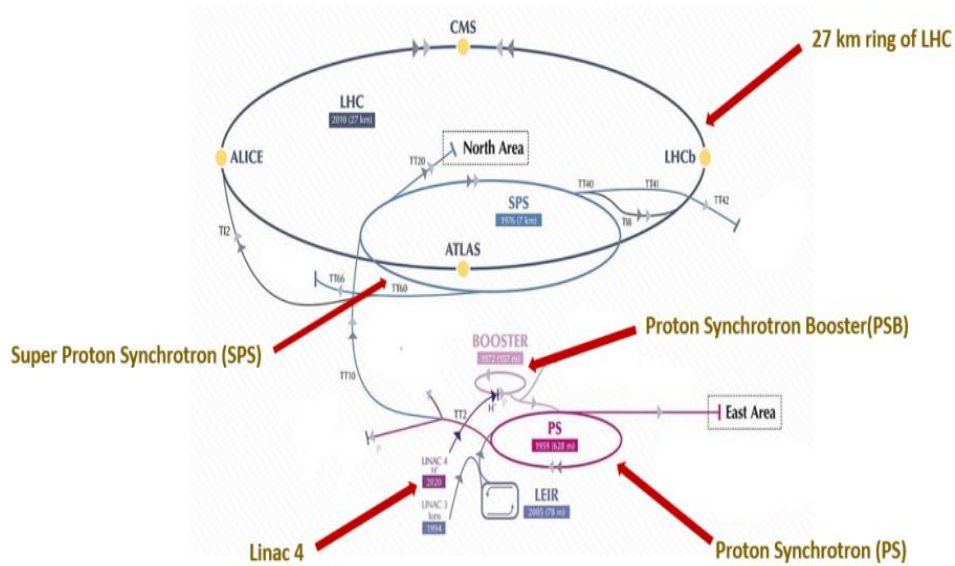 CMS
27 km ring of LHC
LHC
2010 (27 km)
North Area
TT20
ALICE
LHCb
TT40
TT41
SPS
1976 (7 km)
TT42
TI8
TI2
ATLAS
TT66
TT60
Super Proton Synchrotron (SPS)
Proton Synchrotron Booster(PSB)
BOOSTER
1972 (157 m)
TT10
TT2
H-
p
East Area
PS
1959 (628 m)
LINAC 4
H-
2020
LEIR
2005 (78 m)
LINAC 3
Ions
1994
Linac 4
Proton Synchrotron (PS)